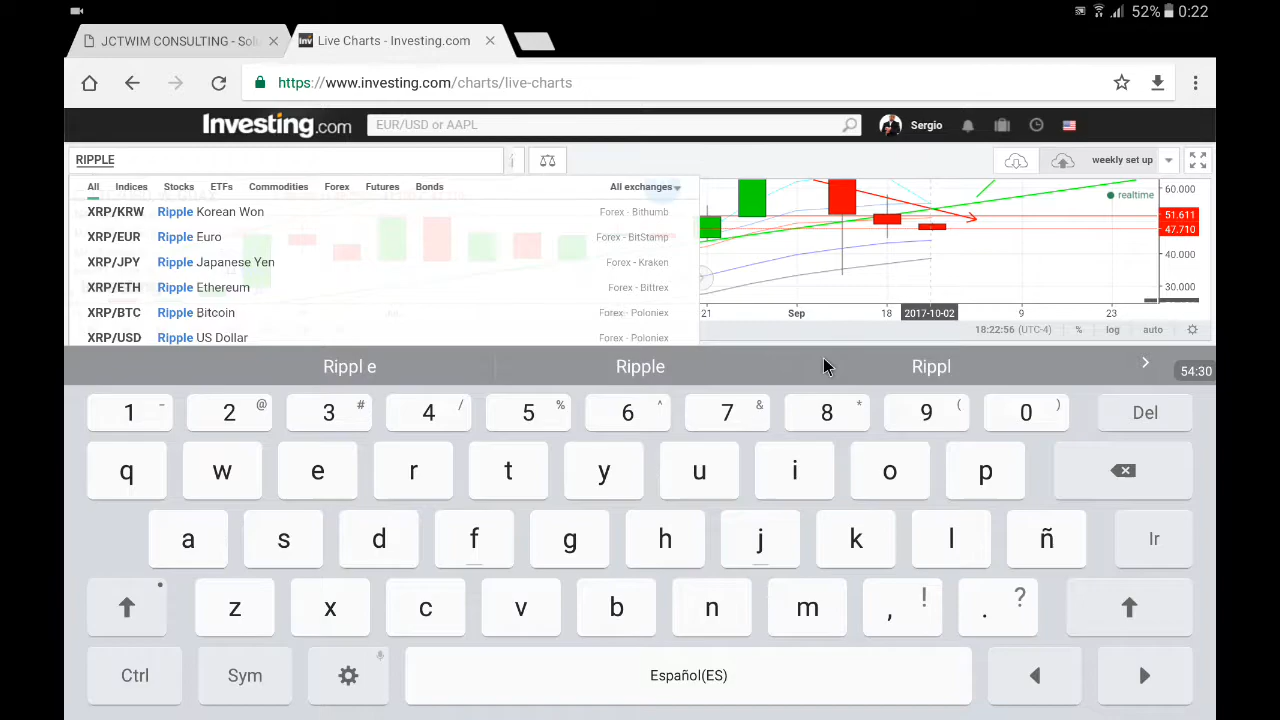 52% 0:22
JCTWIM CONSULTING - Solu
Live Charts - Investing.com
https://www.investing.com/charts/live-charts
Investing.com
EUR/USD or AAPL
Sergio
RIPPLE
weekly set up
All Indices Stocks ETFs Commodities Forex Futures Bonds All exchanges
XRP/KRW Ripple Korean Won Forex - Bithumb
XRP/EUR Ripple Euro Forex - BitStamp
XRP/JPY Ripple Japanese Yen Forex - Kraken
XRP/ETH Ripple Ethereum Forex - Bittrex
XRP/BTC Ripple Bitcoin Forex - Poloniex
XRP/USD Ripple US Dollar Forex - Poloniex
60.000
realtime
51.611
47.710
40.000
30.000
21 Sep 18 2017-10-02 9 23
18:22:56 (UTC-4) % log auto
Rippl e Ripple Rippl
54:30
1 - 2 @ 3 # 4 / 5 % 6 ^ 7 & 8 * 9 ( 0 ) Del
q w e r t y u i o p
a s d f g h j k l ñ Ir
z x c v b n m , ! . ?
Ctrl Sym Español(ES)